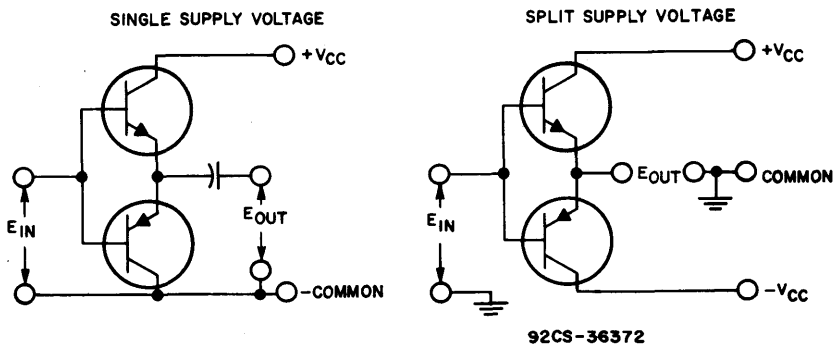 SINGLE SUPPLY VOLTAGE
+VCC
EIN
EOUT
-COMMON
SPLIT SUPPLY VOLTAGE
+VCC
EOUT
COMMON
EIN
-VCC
92CS-36372